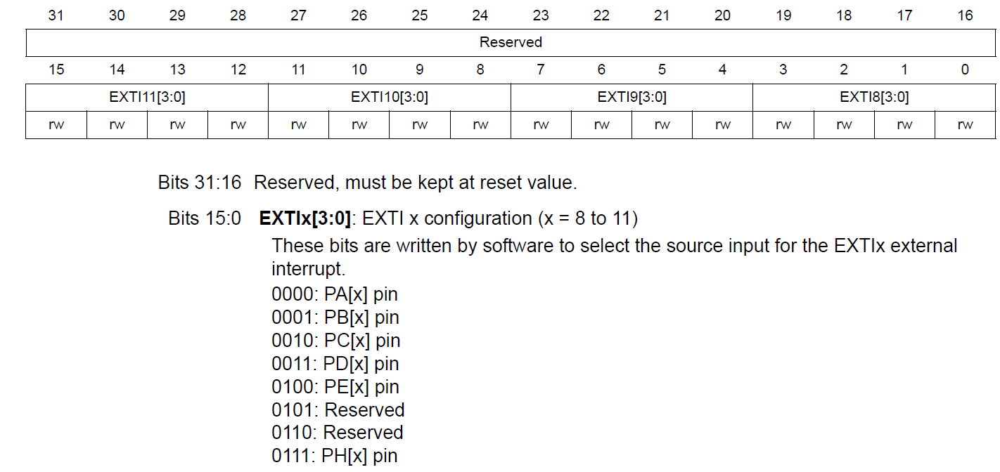 31 30 29 28 27 26 25 24 23 22 21 20 19 18 17 16
Reserved
15 14 13 12 11 10 9 8 7 6 5 4 3 2 1 0
EXTI11[3:0] EXTI10[3:0] EXTI9[3:0] EXTI8[3:0]
rw rw rw rw rw rw rw rw rw rw rw rw rw rw rw rw
Bits 31:16 Reserved, must be kept at reset value.
Bits 15:0 EXTIx[3:0]: EXTI x configuration (x = 8 to 11)
These bits are written by software to select the source input for the EXTIx external
interrupt.
0000: PA[x] pin
0001: PB[x] pin
0010: PC[x] pin
0011: PD[x] pin
0100: PE[x] pin
0101: Reserved
0110: Reserved
0111: PH[x] pin